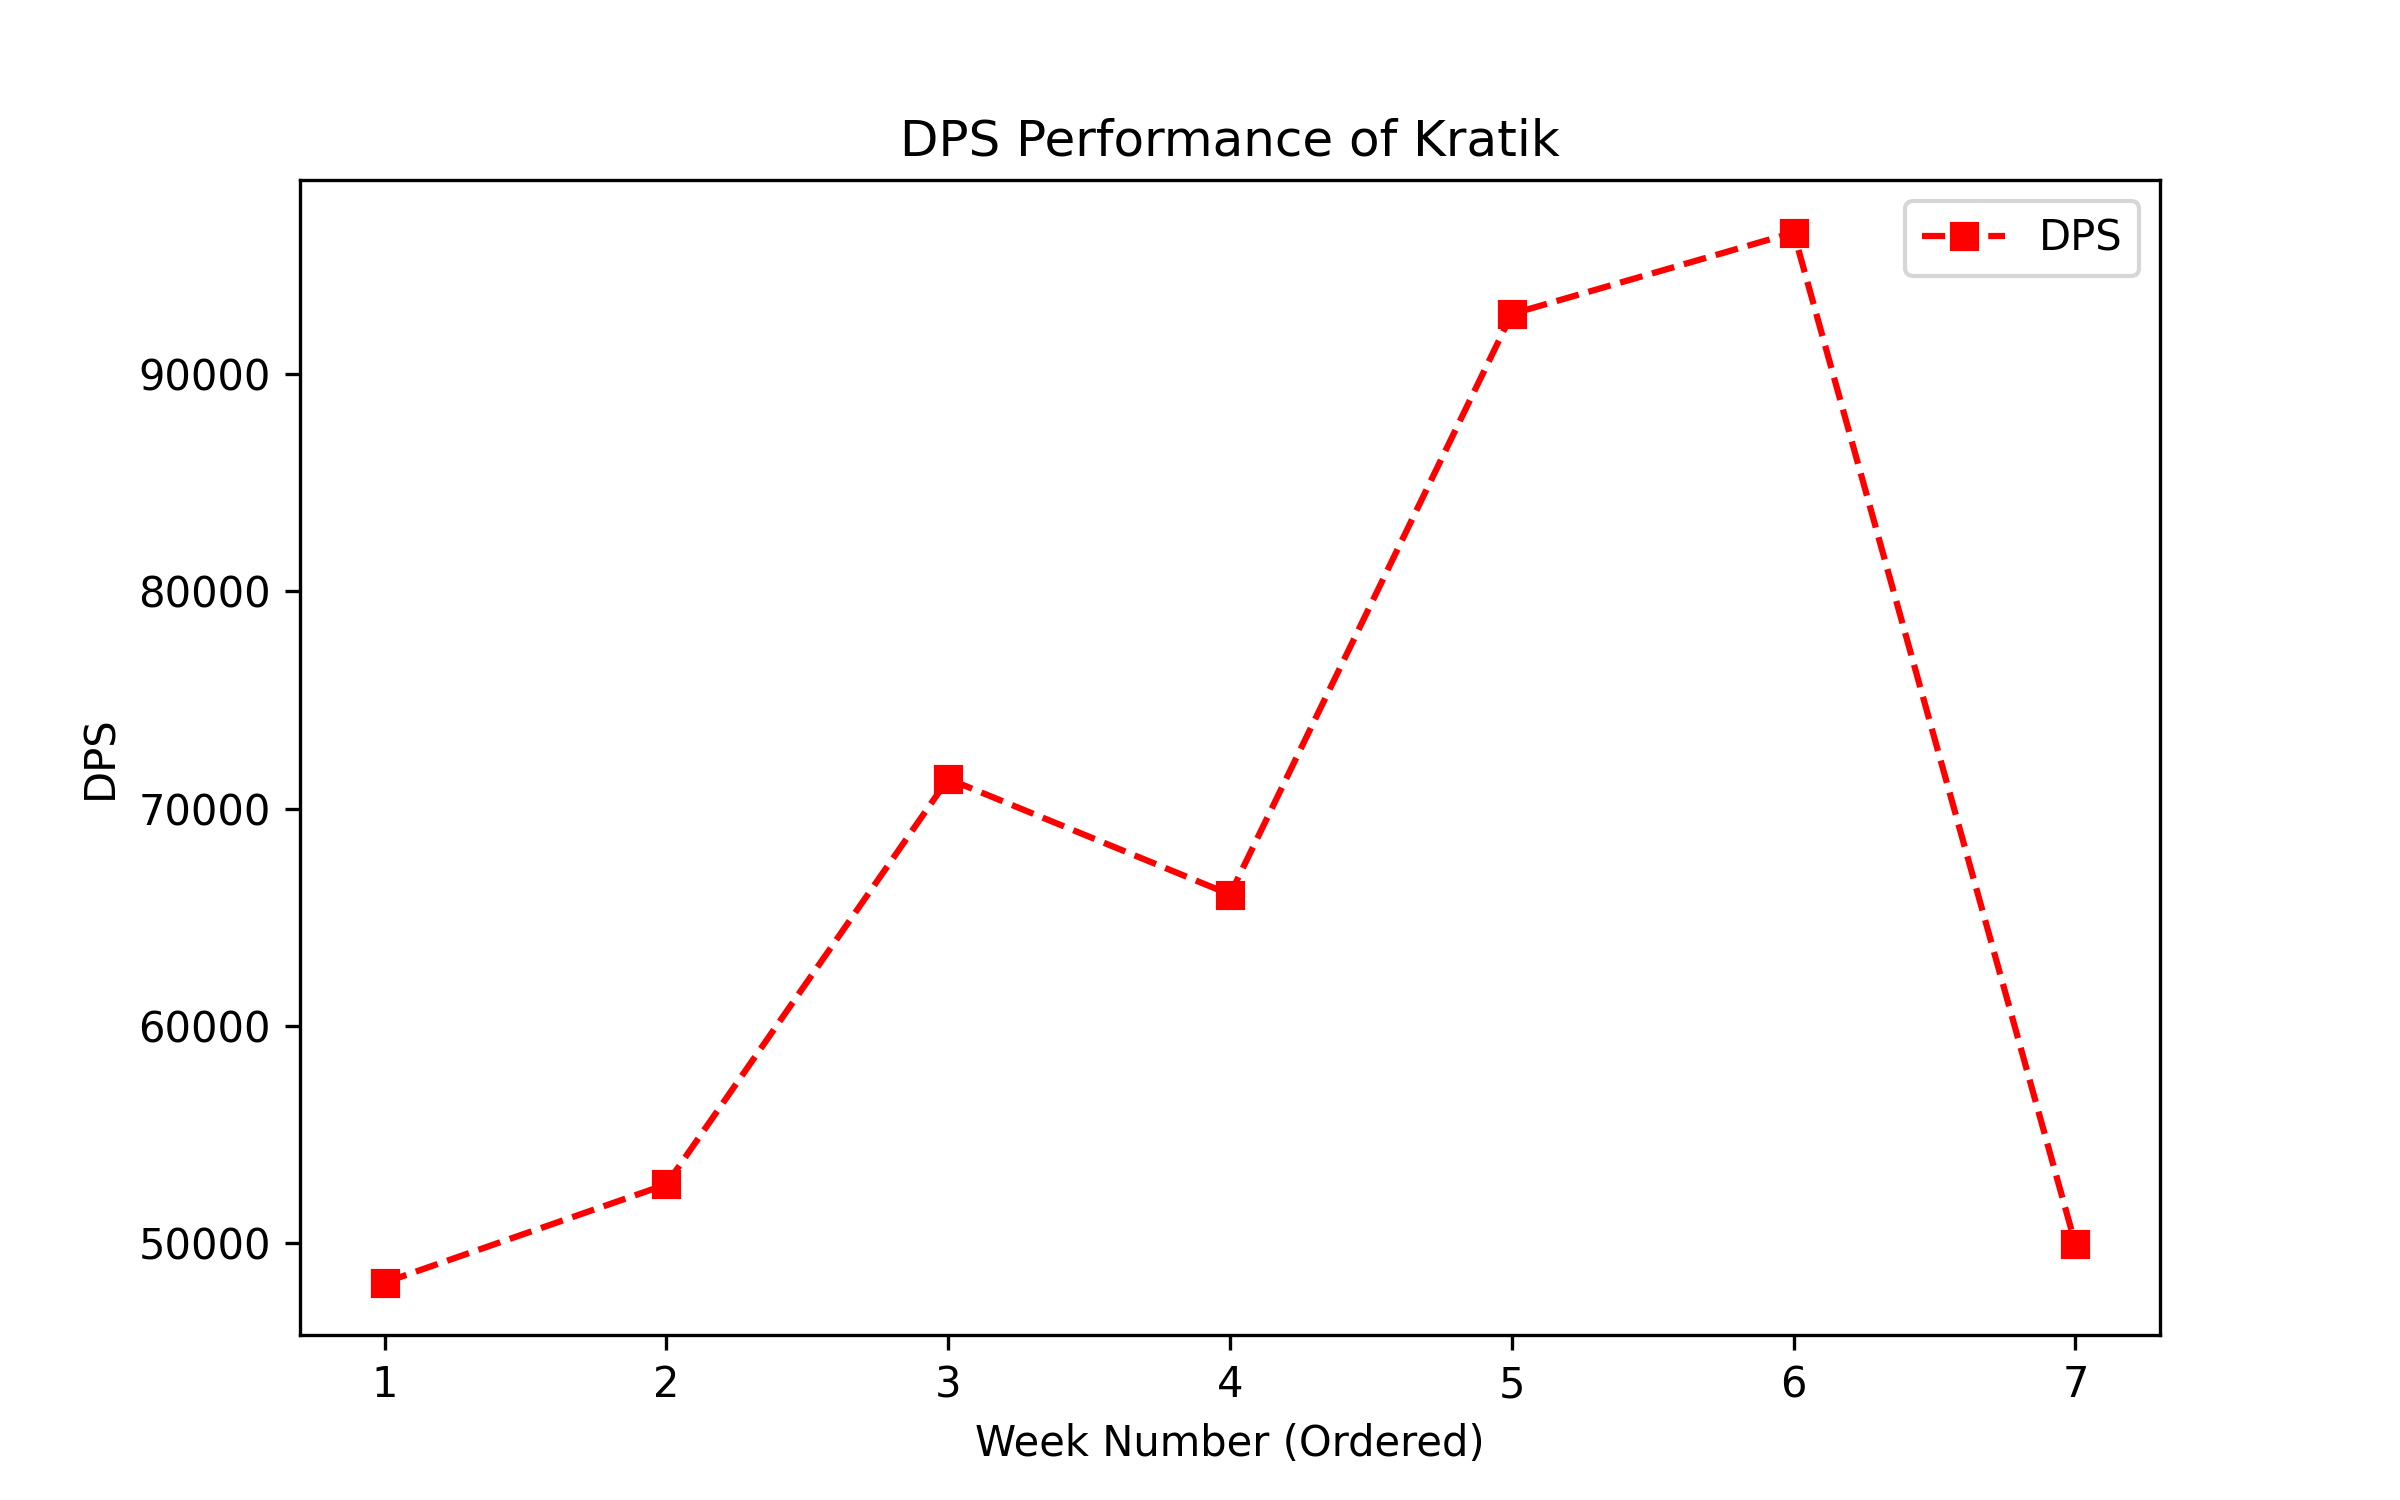 DPS Performance of Kratik
DPS
90000
80000
70000
60000
50000
DPS
1 2 3 4 5 6 7
Week Number (Ordered)